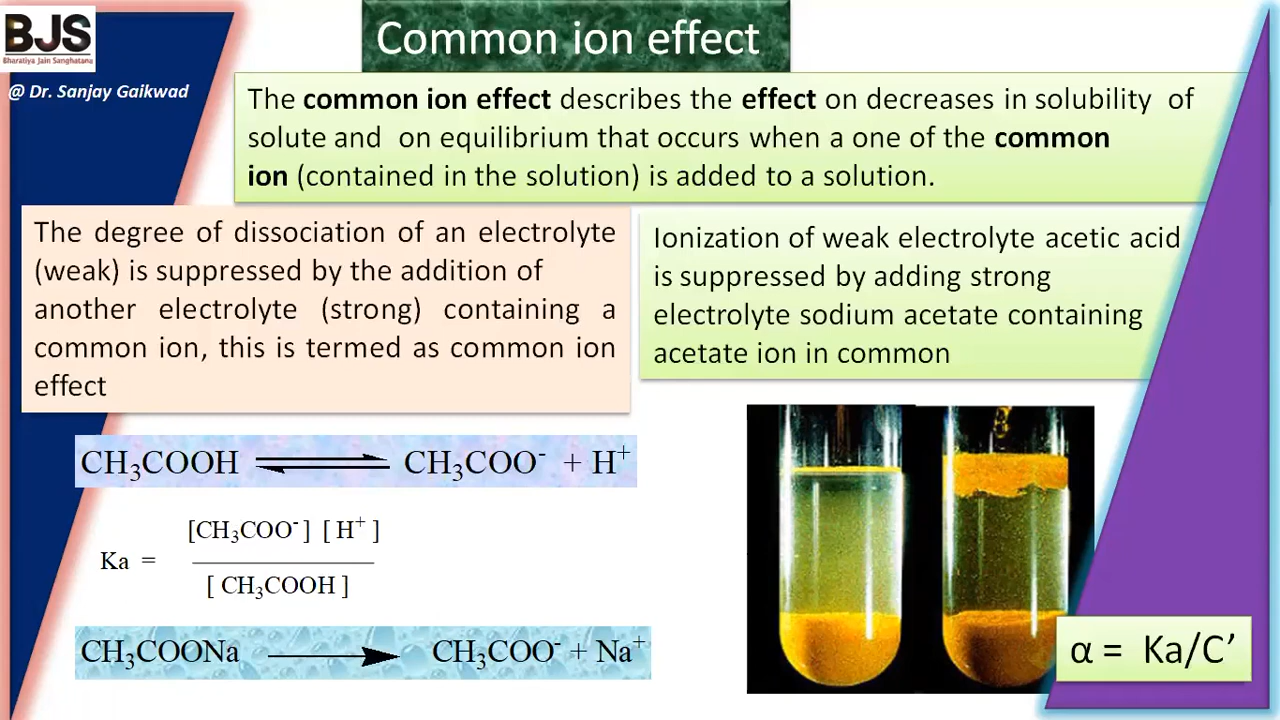 BJS
Bharatiya Jain Sanghatana
@ Dr. Sanjay Gaikwad
Common ion effect
The common ion effect describes the effect on decreases in solubility of
solute and on equilibrium that occurs when a one of the common
ion (contained in the solution) is added to a solution.
The degree of dissociation of an electrolyte
(weak) is suppressed by the addition of
another electrolyte (strong) containing a
common ion, this is termed as common ion
effect
Ionization of weak electrolyte acetic acid
is suppressed by adding strong
electrolyte sodium acetate containing
acetate ion in common
CH₃COOH ⇌ CH₃COO⁻ + H⁺
Ka = [CH₃COO⁻] [ H⁺ ]
[ CH₃COOH ]
CH₃COONa → CH₃COO⁻ + Na⁺
α = Ka/C’